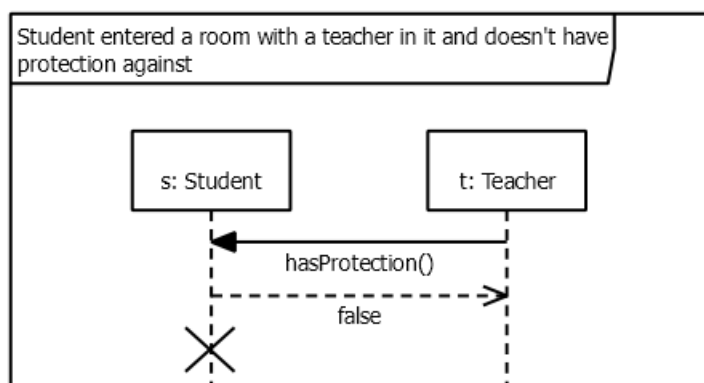 Student entered a room with a teacher in it and doesn't have
protection against
s: Student
t: Teacher
hasProtection()
false